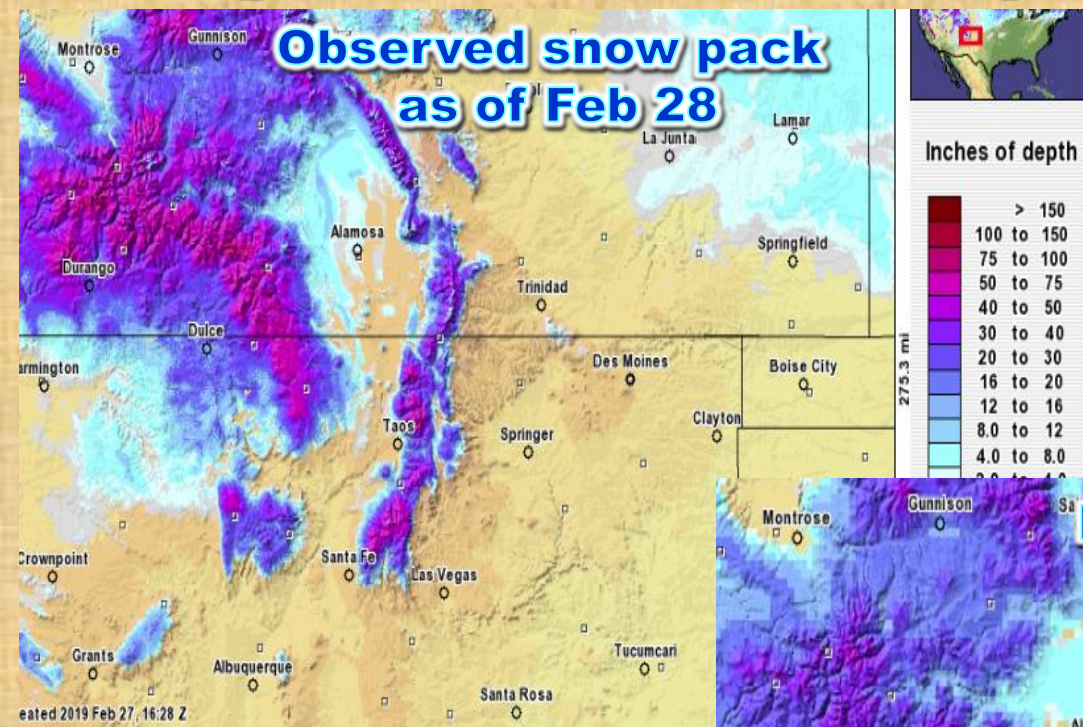 Observed snow pack
as of Feb 28
Montrose
Gunnison
La Junta
Lamar
Alamosa
Springfield
Durango
Trinidad
Dulce
armington
Des Moines
Boise City
Taos
Springer
Clayton
Crownpoint
Santa Fe
Las Vegas
Grants
Albuquerque
Tucumcari
Santa Rosa
eated 2019 Feb 27, 16:28 Z
275.3 mi
Inches of depth
> 150
100 to 150
75 to 100
50 to 75
40 to 50
30 to 40
20 to 30
16 to 20
12 to 16
8.0 to 12
4.0 to 8.0
Montrose
Gunnison
Sa